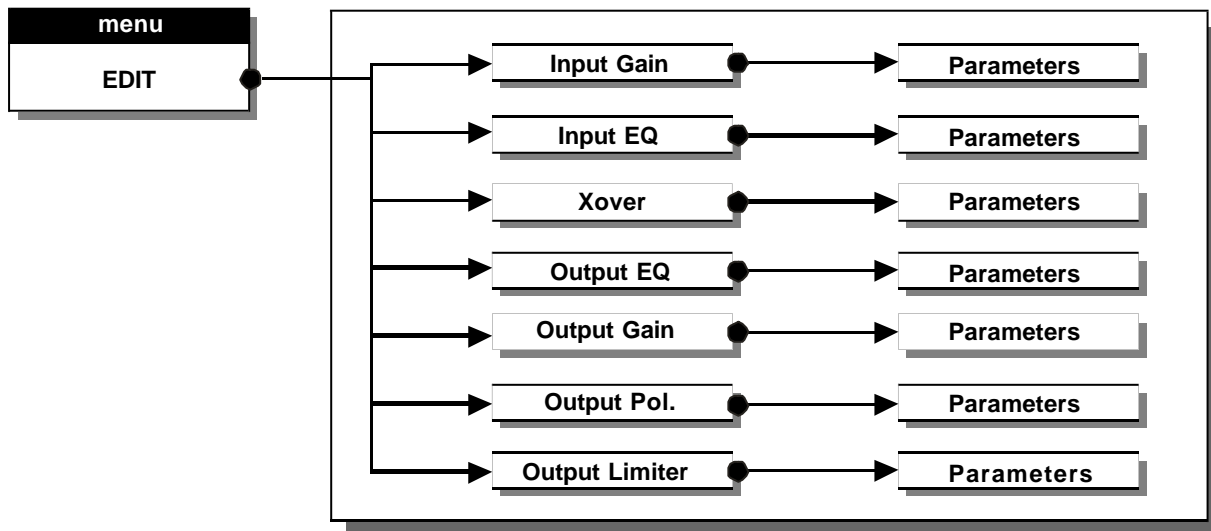 menu
EDIT
Input Gain
Parameters
Input EQ
Parameters
Xover
Parameters
Output EQ
Parameters
Output Gain
Parameters
Output Pol.
Parameters
Output Limiter
Parameters